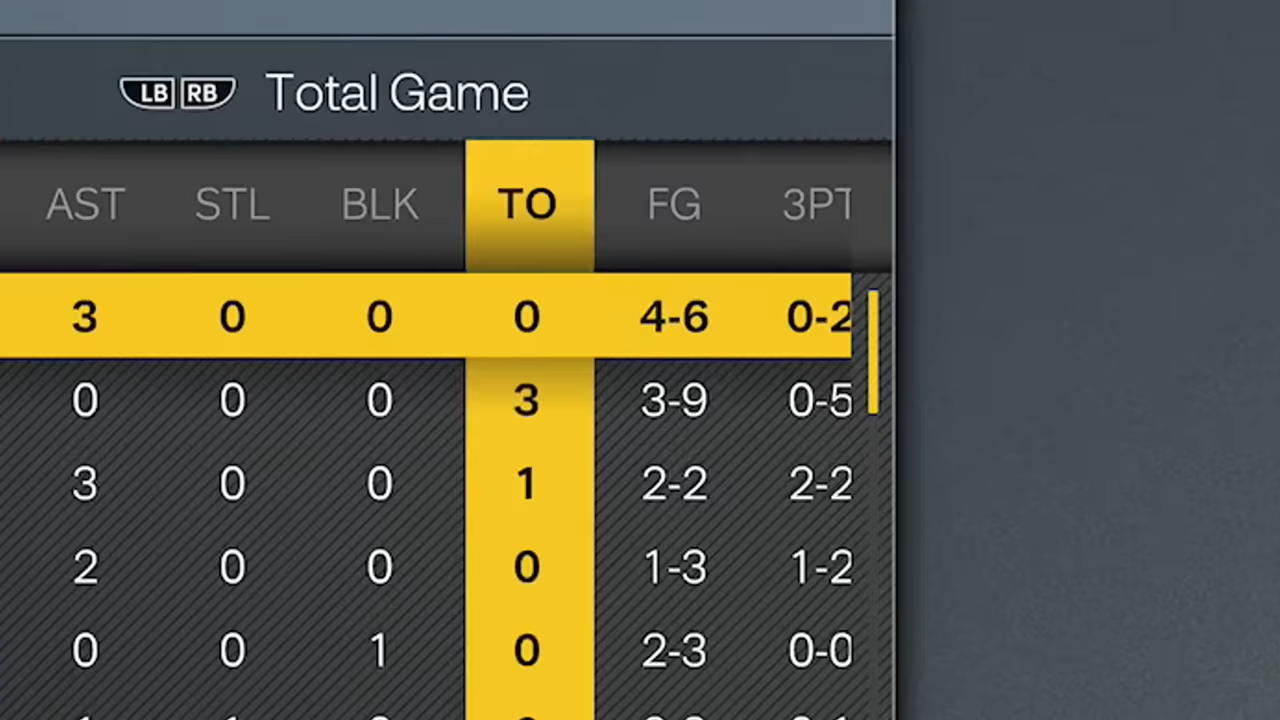 LB RB Total Game
AST STL BLK TO FG 3PT
3 0 0 0 4-6 0-2
0 0 0 3 3-9 0-5
3 0 0 1 2-2 2-2
2 0 0 0 1-3 1-2
0 0 1 0 2-3 0-0